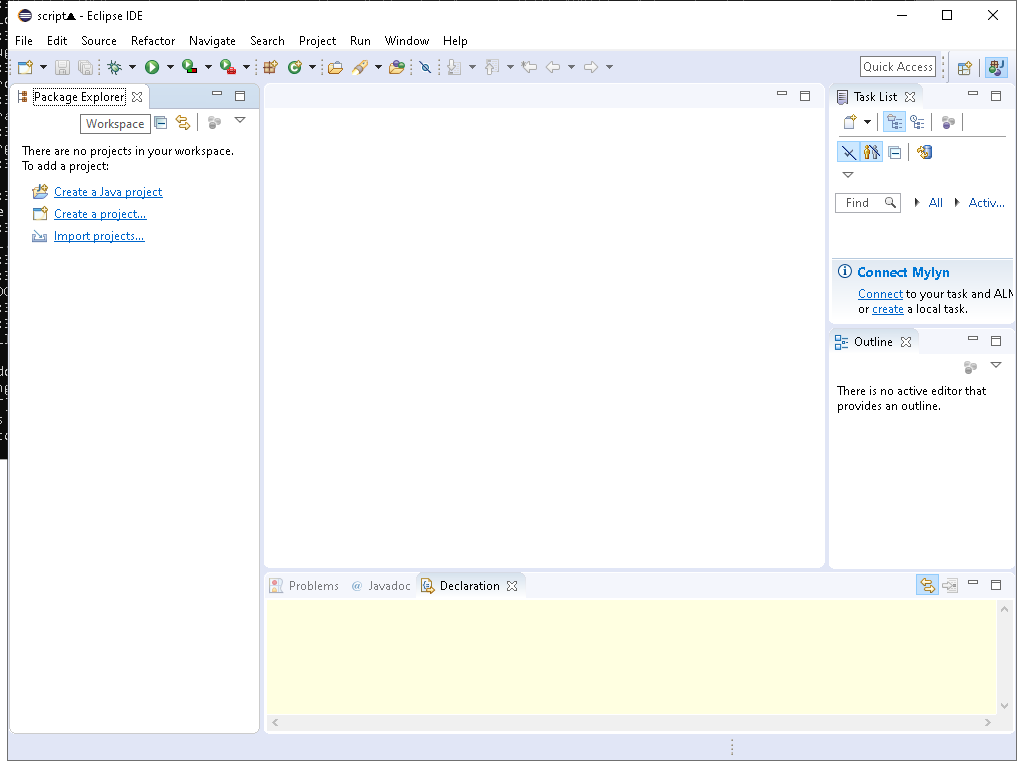 script▲ - Eclipse IDE
File Edit Source Refactor Navigate Search Project Run Window Help
Quick Access
Package Explorer
Workspace
There are no projects in your workspace.
To add a project:
Create a Java project
Create a project...
Import projects...
Task List
Find
All
Activ...
Connect Mylyn
Connect to your task and ALM
or create a local task.
Outline
There is no active editor that
provides an outline.
Problems @ Javadoc Declaration